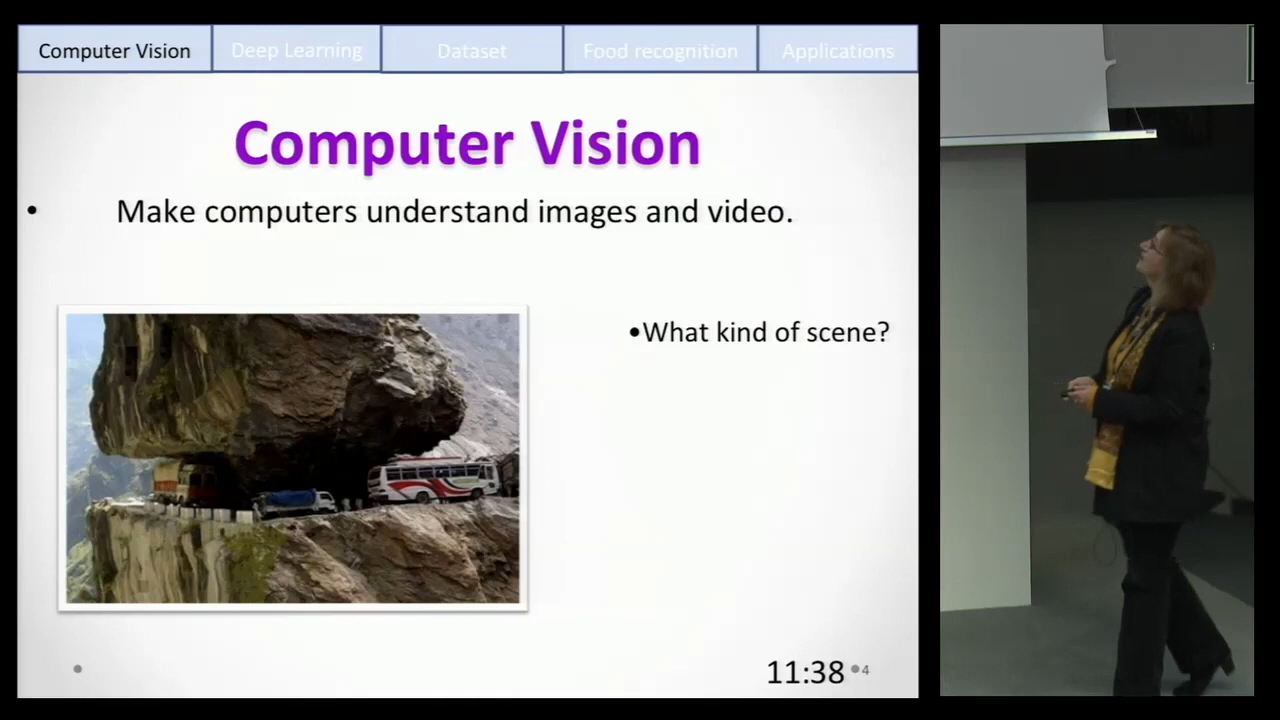 Computer Vision
Deep Learning
Dataset
Food recognition
Applications
Computer Vision
• Make computers understand images and video.
•What kind of scene?
11:38
4